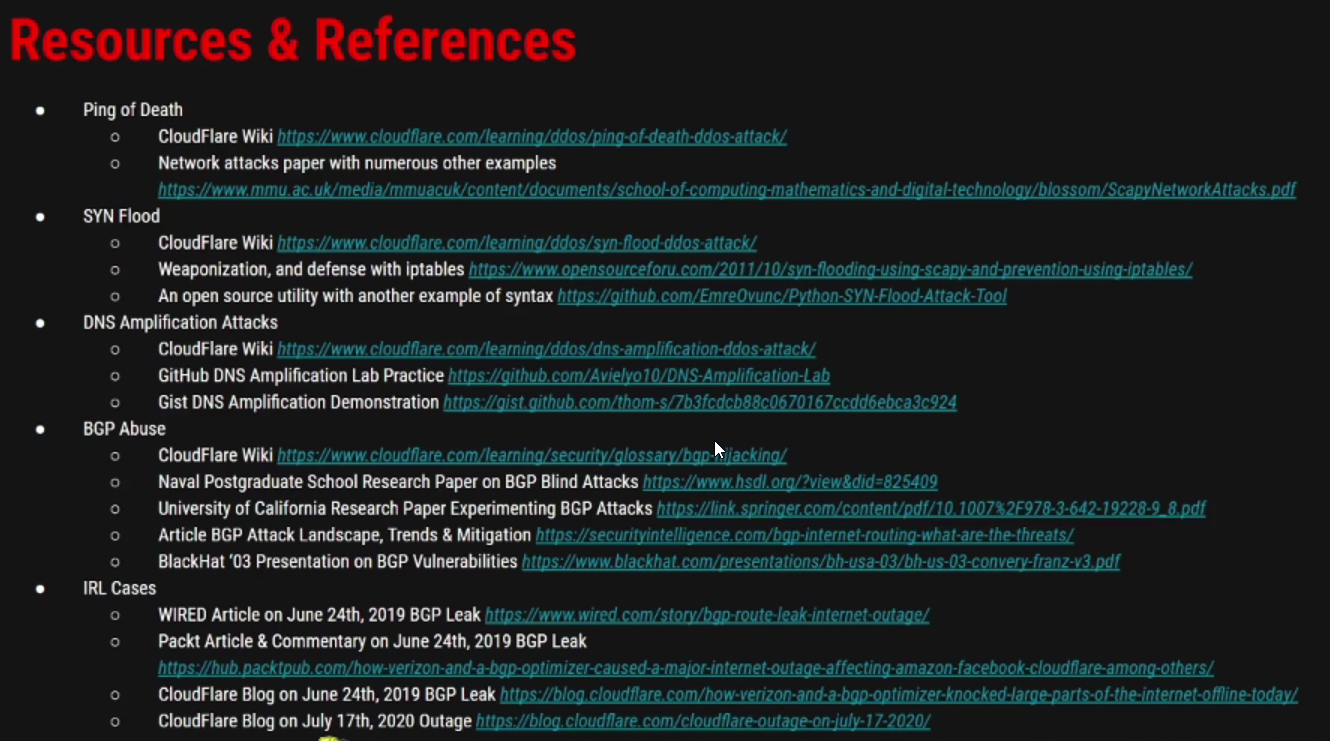 Resources & References
● Ping of Death
○ CloudFlare Wiki https://www.cloudflare.com/learning/ddos/ping-of-death-ddos-attack/
○ Network attacks paper with numerous other examples
https://www.mmu.ac.uk/media/mmuacuk/content/documents/school-of-computing-mathematics-and-digital-technology/blossom/ScapyNetworkAttacks.pdf
● SYN Flood
○ CloudFlare Wiki https://www.cloudflare.com/learning/ddos/syn-flood-ddos-attack/
○ Weaponization, and defense with iptables https://www.opensourceforu.com/2011/10/syn-flooding-using-scapy-and-prevention-using-iptables/
○ An open source utility with another example of syntax https://github.com/EmreOvunc/Python-SYN-Flood-Attack-Tool
● DNS Amplification Attacks
○ CloudFlare Wiki https://www.cloudflare.com/learning/ddos/dns-amplification-ddos-attack/
○ GitHub DNS Amplification Lab Practice https://github.com/Avielyo10/DNS-Amplification-Lab
○ Gist DNS Amplification Demonstration https://gist.github.com/thom-s/7b3fcdcb88c0670167ccdd6ebca3c924
● BGP Abuse
○ CloudFlare Wiki https://www.cloudflare.com/learning/security/glossary/bgp-hijacking/
○ Naval Postgraduate School Research Paper on BGP Blind Attacks https://www.hsdl.org/?view&did=825409
○ University of California Research Paper Experimenting BGP Attacks https://link.springer.com/content/pdf/10.1007%2F978-3-642-19228-9_8.pdf
○ Article BGP Attack Landscape, Trends & Mitigation https://securityintelligence.com/bgp-internet-routing-what-are-the-threats/
○ BlackHat ‘03 Presentation on BGP Vulnerabilities https://www.blackhat.com/presentations/bh-usa-03/bh-us-03-convery-franz-v3.pdf
● IRL Cases
○ WIRED Article on June 24th, 2019 BGP Leak https://www.wired.com/story/bgp-route-leak-internet-outage/
○ Packt Article & Commentary on June 24th, 2019 BGP Leak
https://hub.packtpub.com/how-verizon-and-a-bgp-optimizer-caused-a-major-internet-outage-affecting-amazon-facebook-cloudflare-among-others/
○ CloudFlare Blog on June 24th, 2019 BGP Leak https://blog.cloudflare.com/how-verizon-and-a-bgp-optimizer-knocked-large-parts-of-the-internet-offline-today/
○ CloudFlare Blog on July 17th, 2020 Outage https://blog.cloudflare.com/cloudflare-outage-on-july-17-2020/